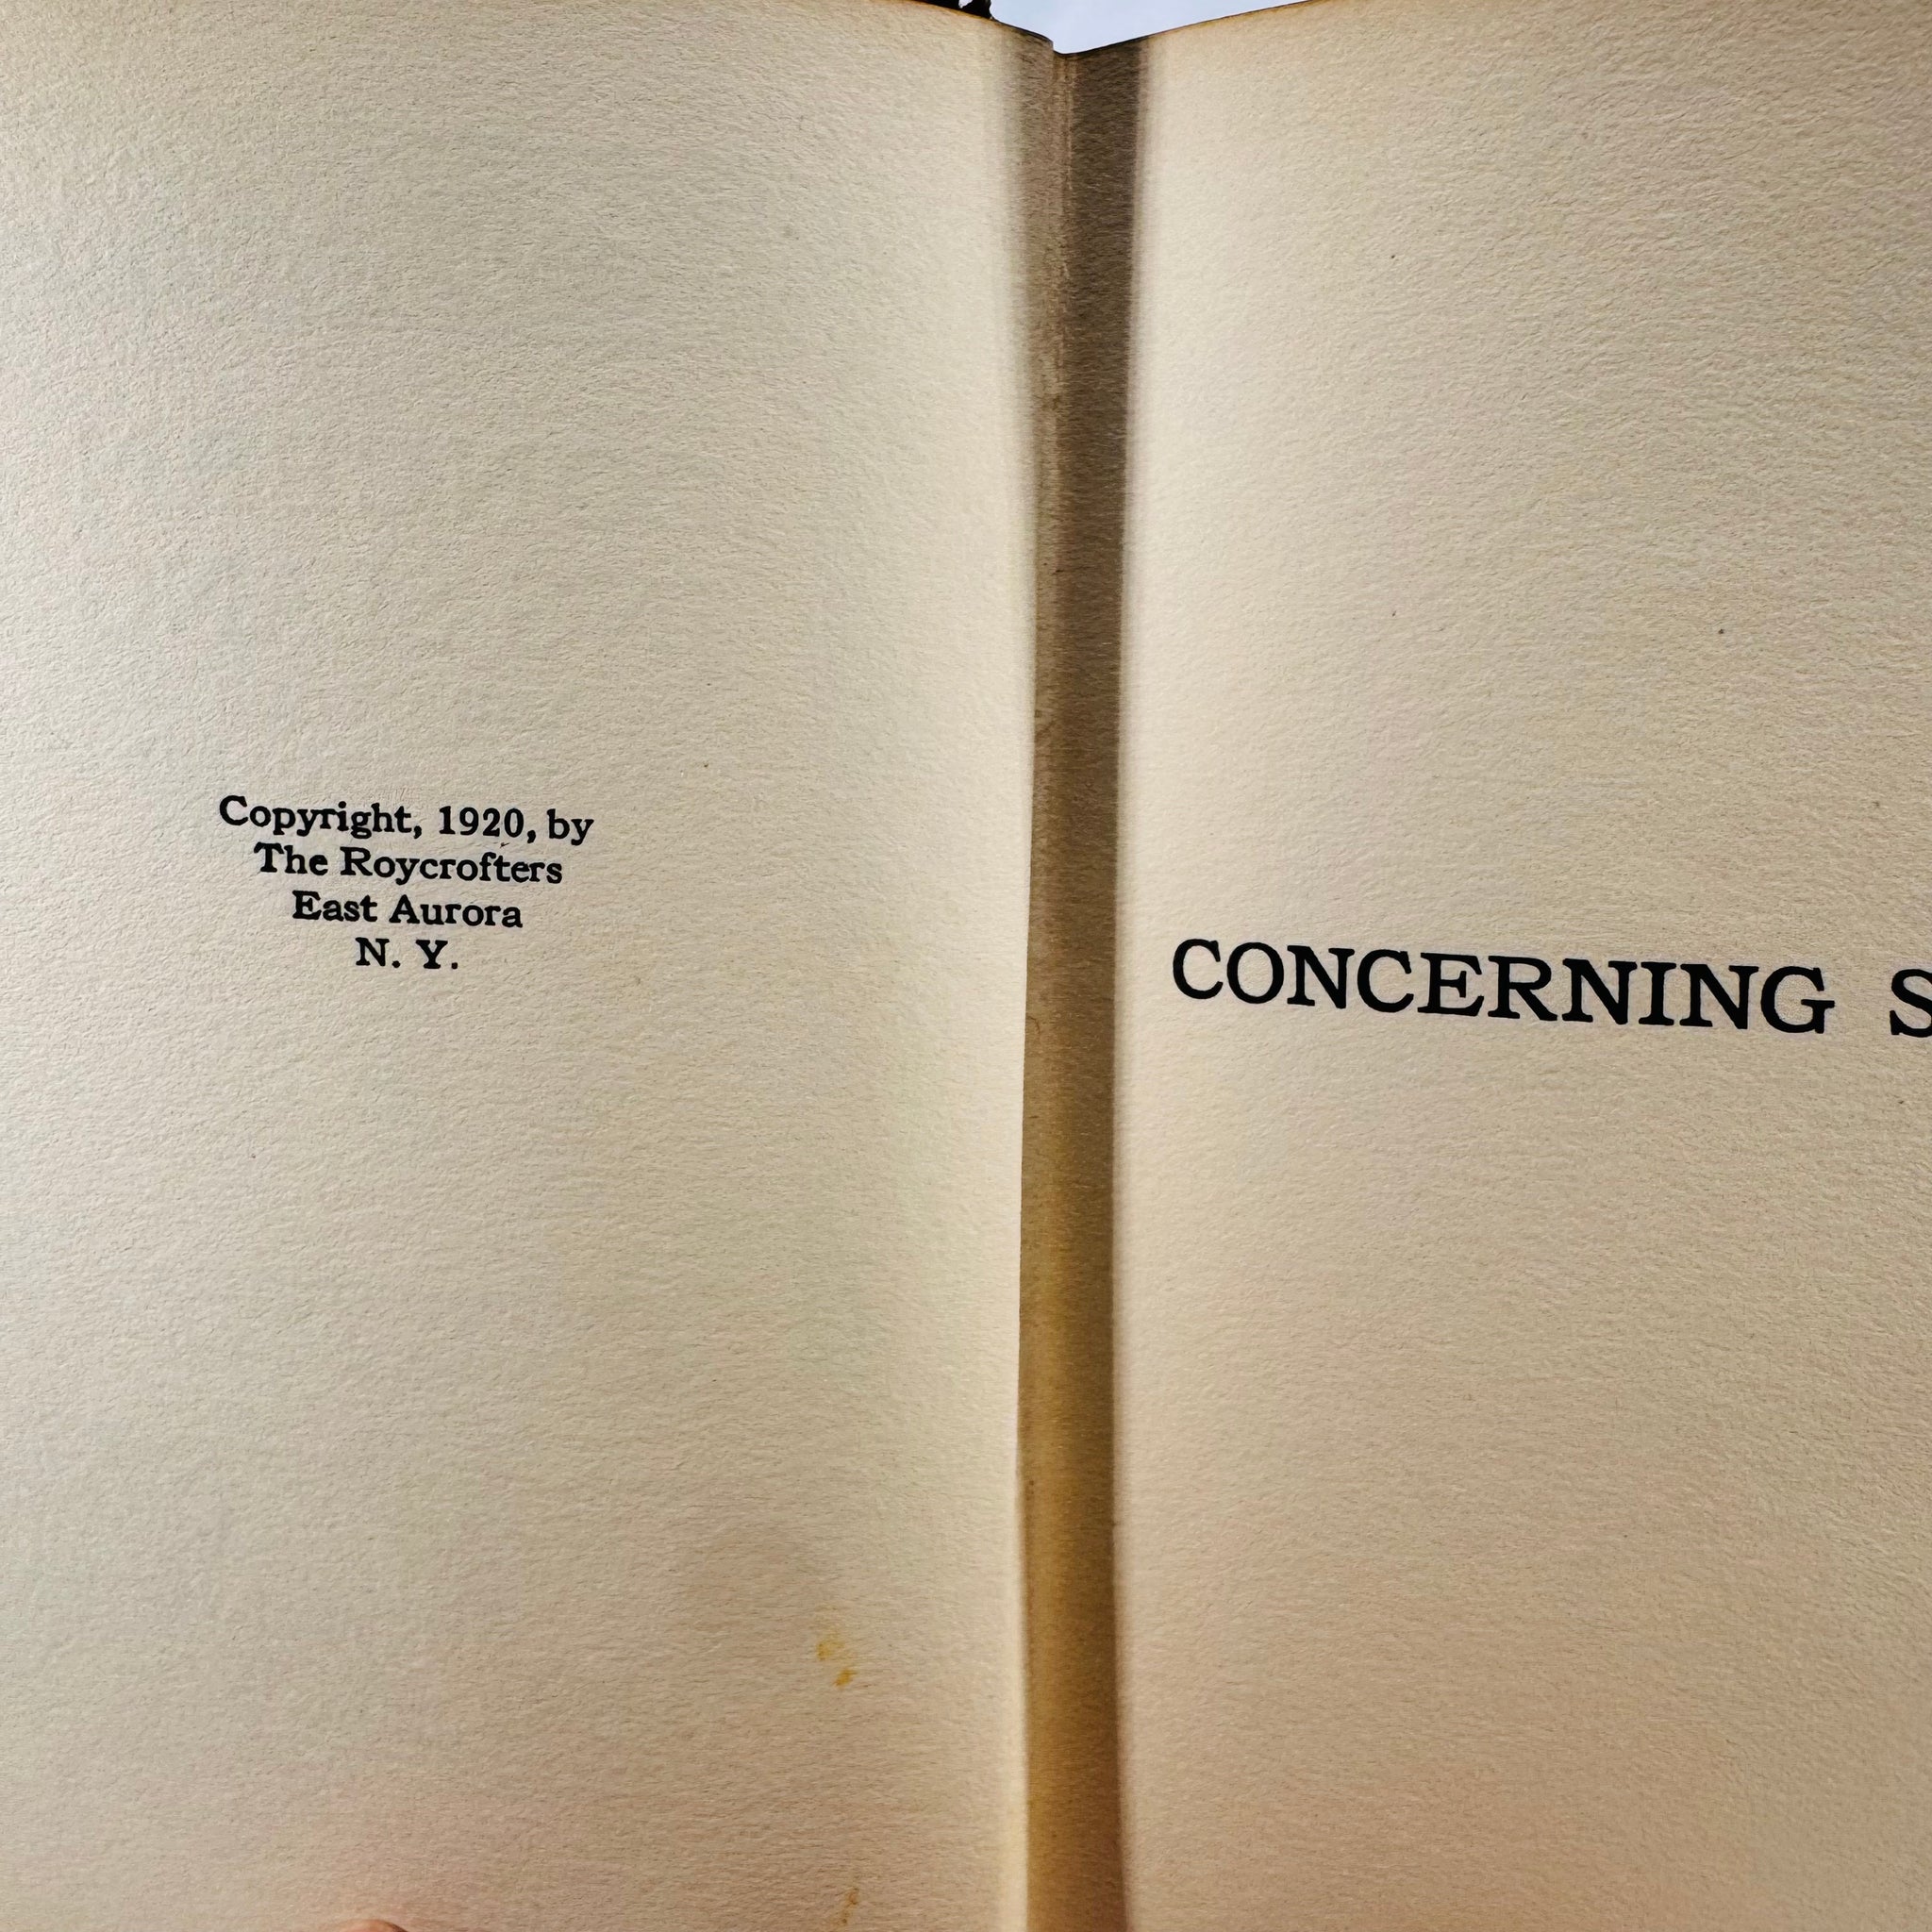 Copyright, 1920, by
The Roycrofters
East Aurora
N. Y.
CONCERNING S